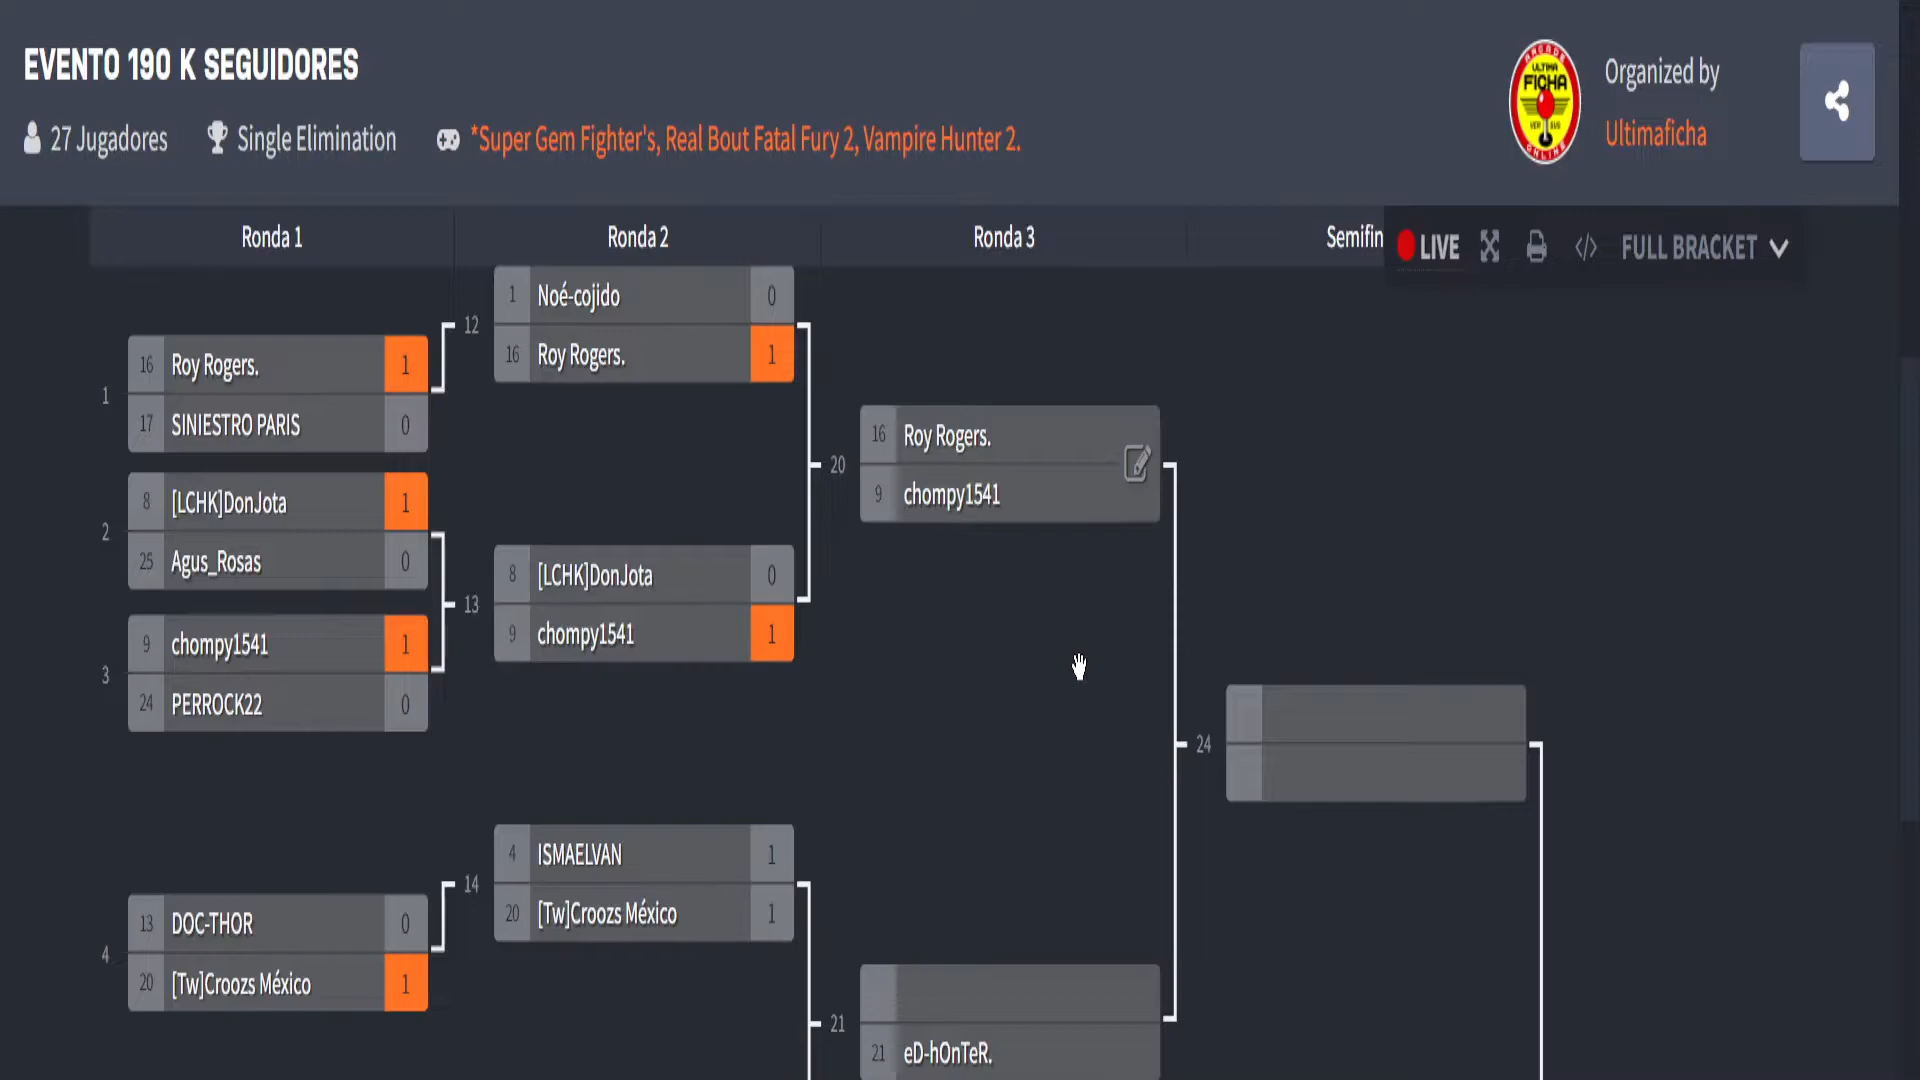 EVENTO 190 K SEGUIDORES
27 Jugadores
Single Elimination
*Super Gem Fighter's, Real Bout Fatal Fury 2, Vampire Hunter 2.
ARCADE
ULTIMA
FICHA
ONLINE
Organized by
Ultimaficha
Ronda 1
Ronda 2
Ronda 3
Semifin
LIVE
</>
FULL BRACKET
1
16 Roy Rogers. 1
17 SINIESTRO PARIS 0
2
8 [LCHK]DonJota 1
25 Agus_Rosas 0
3
9 chompy1541 1
24 PERROCK22 0
4
13 DOC-THOR 0
20 [Tw]Croozs México 1
12
1 Noé-cojido 0
16 Roy Rogers. 1
13
8 [LCHK]DonJota 0
9 chompy1541 1
14
4 ISMAELVAN 1
20 [Tw]Croozs México 1
20
16 Roy Rogers.
9 chompy1541
21
21 eD-hOnTeR.
24